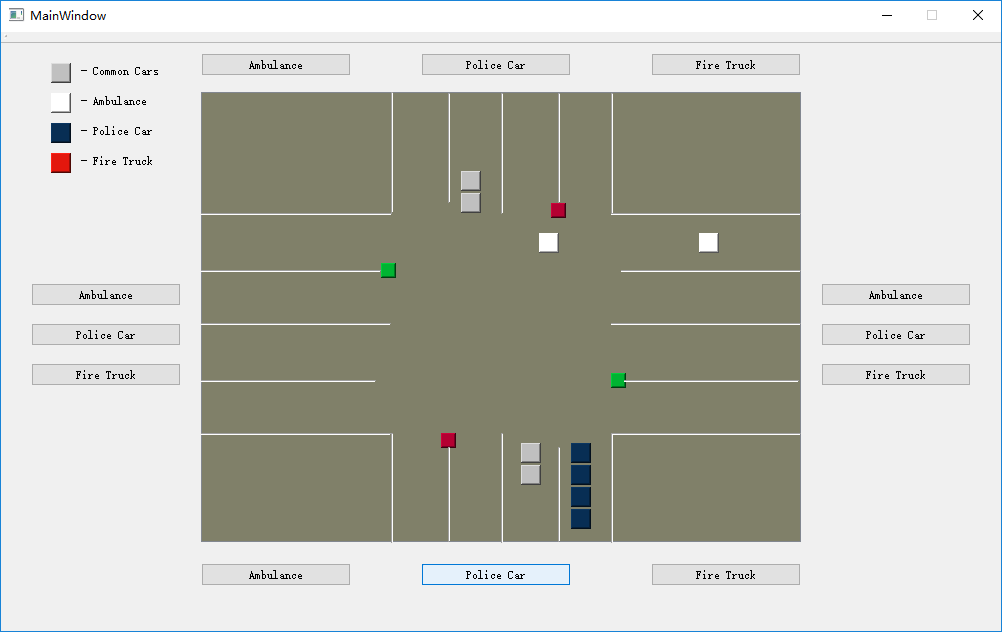 MainWindow
Ambulance
Police Car
Fire Truck
- Common Cars
- Ambulance
- Police Car
- Fire Truck
Ambulance
Police Car
Fire Truck
Ambulance
Police Car
Fire Truck
Ambulance
Police Car
Fire Truck